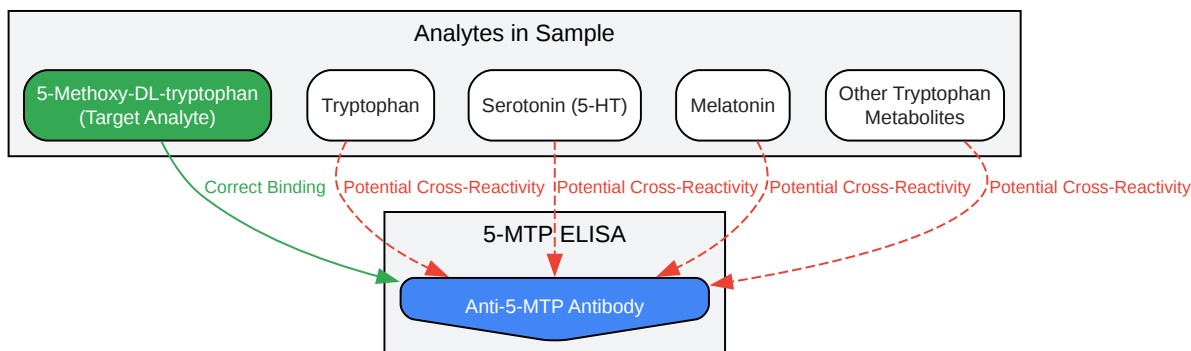 Analytes in Sample
5-Methoxy-DL-tryptophan
(Target Analyte)
Tryptophan
Serotonin (5-HT)
Melatonin
Other Tryptophan
Metabolites
Correct Binding
Potential Cross-Reactivity
Potential Cross-Reactivity
Potential Cross-Reactivity
Potential Cross-Reactivity
5-MTP ELISA
Anti-5-MTP Antibody